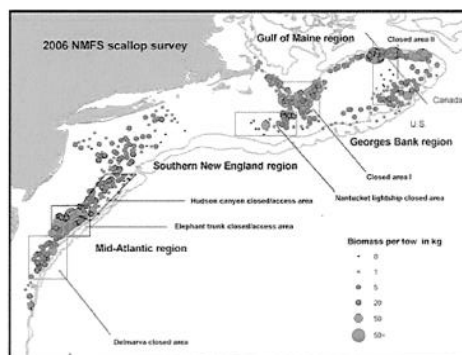 2006 NMFS scallop survey
Gulf of Maine region
Closed area II
Canada
U.S.
Georges Bank region
Closed area I
Southern New England region
Nantucket lightship closed area
Hudson canyon closed/access area
Elephant trunk closed/access area
Mid-Atlantic region
Delmarva closed area
Biomass per tow in kg
0
1
5
20
50
50+